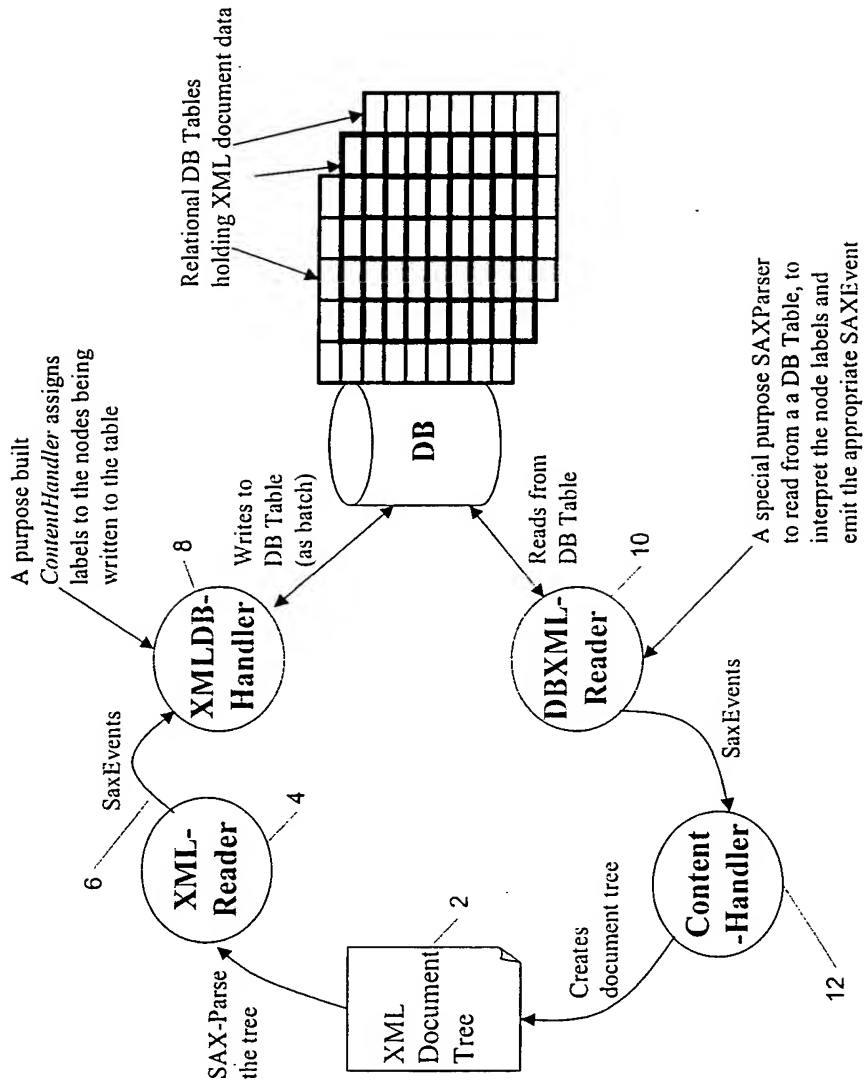 A purpose built
ContentHandler assigns
labels to the nodes being
written to the table
Relational DB Tables
holding XML document data
SaxEvents
6
8
XMLDB-
Handler
Writes to
DB Table
(as batch)
SAX-Parse
the tree
XML-
Reader
4
DB
XML
Document
Tree
2
Reads from
DB Table
10
DBXML-
Reader
Creates
document tree
Content
-Handler
12
SaxEvents
A special purpose SAXParser
to read from a a DB Table, to
interpret the node labels and
emit the appropriate SAXEvent